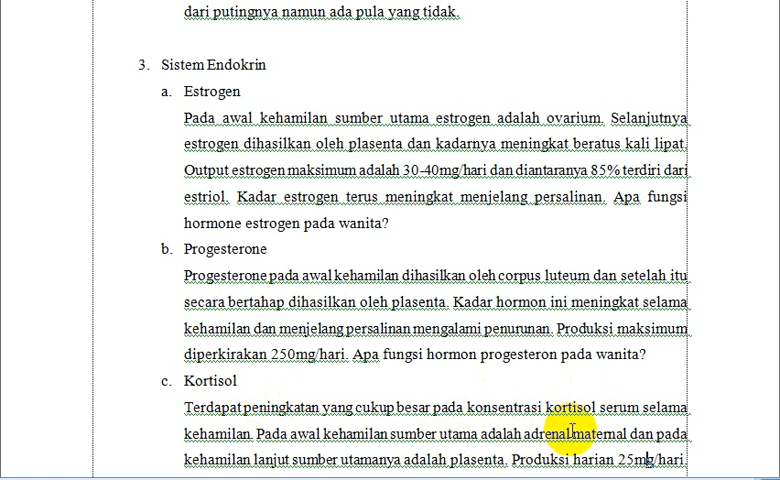 dari putingnya namun ada pula yang tidak.
3. Sistem Endokrin
a. Estrogen
Pada awal kehamilan sumber utama estrogen adalah ovarium. Selanjutnya
estrogen dihasilkan oleh plasenta dan kadarnya meningkat beratus kali lipat.
Output estrogen maksimum adalah 30-40mg/hari dan diantaranya 85% terdiri dari
estriol. Kadar estrogen terus meningkat menjelang persalinan. Apa fungsi
hormone estrogen pada wanita?
b. Progesterone
Progesterone pada awal kehamilan dihasilkan oleh corpus luteum dan setelah itu
secara bertahap dihasilkan oleh plasenta. Kadar hormon ini meningkat selama
kehamilan dan menjelang persalinan mengalami penurunan. Produksi maksimum
diperkirakan 250mg/hari. Apa fungsi hormon progesteron pada wanita?
c. Kortisol
Terdapat peningkatan yang cukup besar pada konsentrasi kortisol serum selama
kehamilan. Pada awal kehamilan sumber utama adalah adrenal maternal dan pada
kehamilan lanjut sumber utamanya adalah plasenta. Produksi harian 25mg/hari.